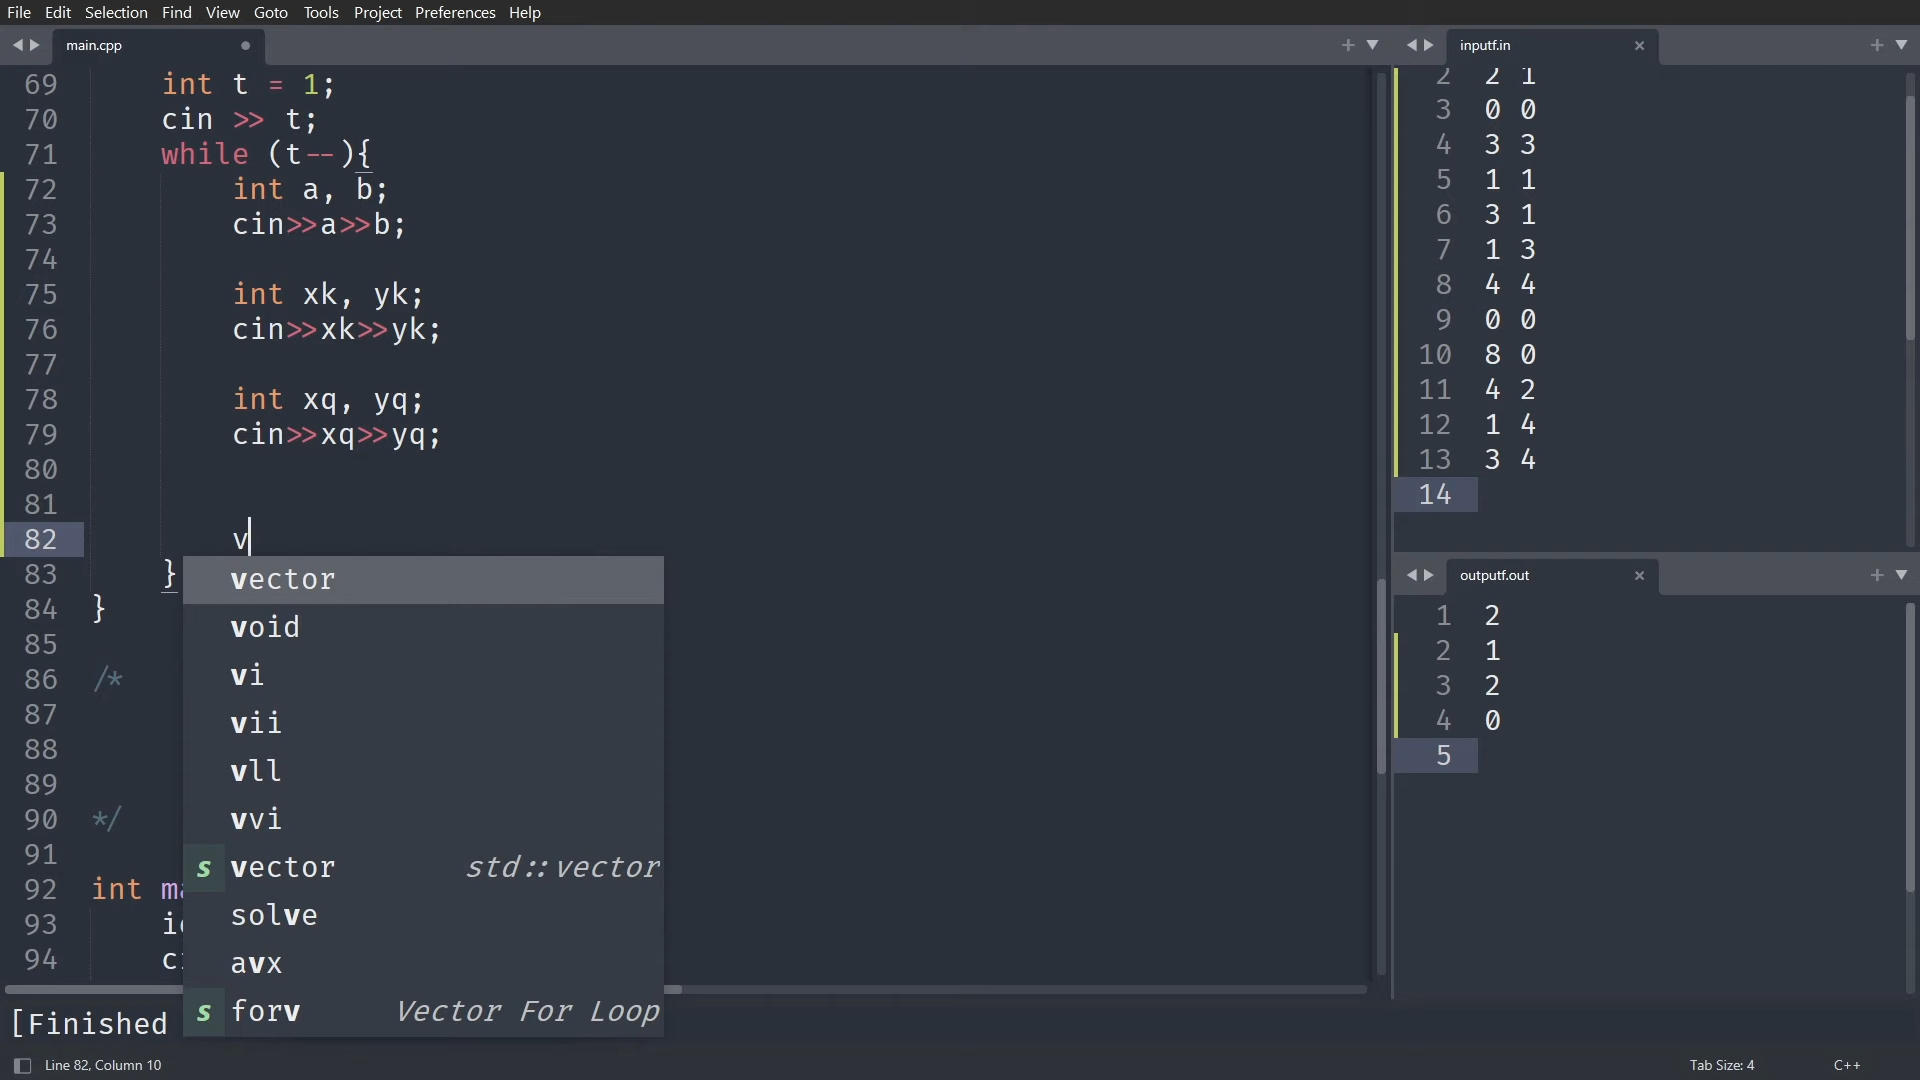 File Edit Selection Find View Goto Tools Project Preferences Help
main.cpp
69 int t = 1;
70 cin >> t;
71 while (t--){
72 int a, b;
73 cin>>a>>b;
74
75 int xk, yk;
76 cin>>xk>>yk;
77
78 int xq, yq;
79 cin>>xq>>yq;
80
81
82 v
83 }
84 }
85
86 /*
87
88
89
90 */
91
92 int ma
93 io
94 ci
vector
void
vi
vii
vll
vvi
s vector std::vector
solve
avx
s forv Vector For Loop
[Finished
Line 82, Column 10
Tab Size: 4
C++
inputf.in
2 2 1
3 0 0
4 3 3
5 1 1
6 3 1
7 1 3
8 4 4
9 0 0
10 8 0
11 4 2
12 1 4
13 3 4
14
outputf.out
1 2
2 1
3 2
4 0
5